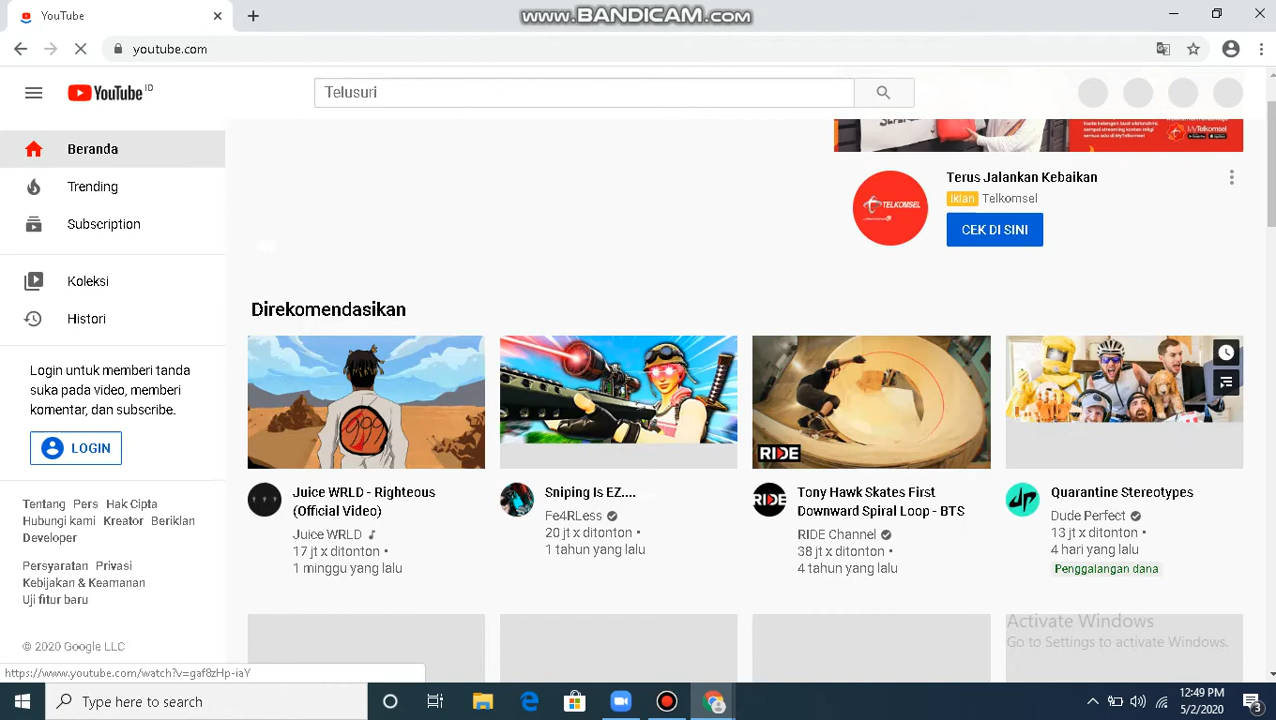 YouTube
www.BANDICAM.com
youtube.com
YouTube ID
Telusuri
Beranda
Trending
Subscription
Koleksi
Histori
Login untuk memberi tanda
suka pada video, memberi
komentar, dan subscribe.
LOGIN
Tentang Pers Hak Cipta
Hubungi kami Kreator Beriklan
Developer
Persyaratan Privasi
Kebijakan & Keamanan
Uji fitur baru
© 2020 Google LLC
MyTelkomsel
TELKOMSEL
Terus Jalankan Kebaikan
Iklan Telkomsel
CEK DI SINI
Direkomendasikan
999
Juice WRLD - Righteous
(Official Video)
Juice WRLD
17 jt x ditonton •
1 minggu yang lalu
Sniping Is EZ....
Fe4RLess
20 jt x ditonton •
1 tahun yang lalu
RIDE
RIDE
Tony Hawk Skates First
Downward Spiral Loop - BTS
RIDE Channel
38 jt x ditonton •
4 tahun yang lalu
Quarantine Stereotypes
Dude Perfect
13 jt x ditonton •
4 hari yang lalu
Penggalangan dana
Activate Windows
Go to Settings to activate Windows.
https://www.youtube.com/watch?v=gaf8zHp-iaY
Type here to search
12:49 PM
5/2/2020
3